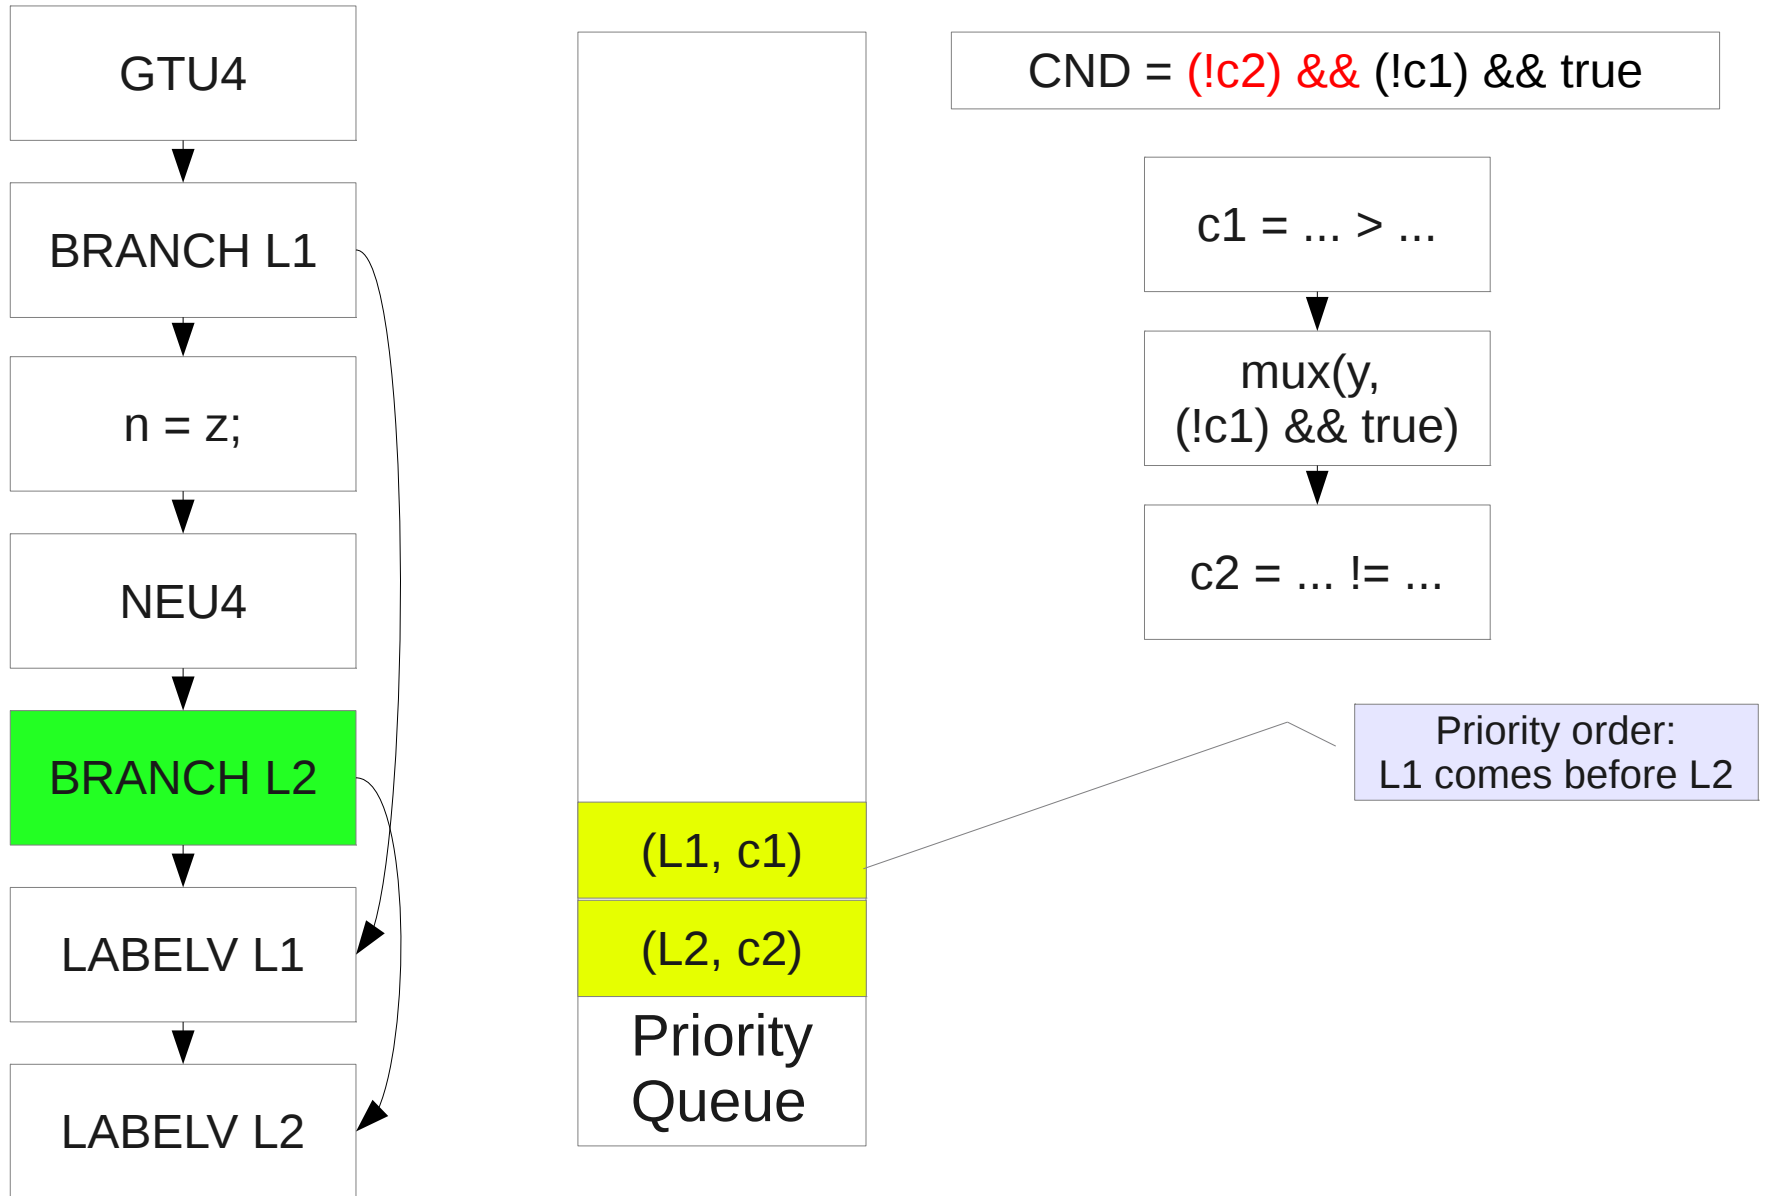 GTU4
BRANCH L1
n = z;
NEU4
BRANCH L2
LABELV L1
LABELV L2
(L1, c1)
(L2, c2)
Priority
Queue
CND = (!c2) && (!c1) && true
c1 = ... > ...
mux(y,
(!c1) && true)
c2 = ... != ...
Priority order:
L1 comes before L2